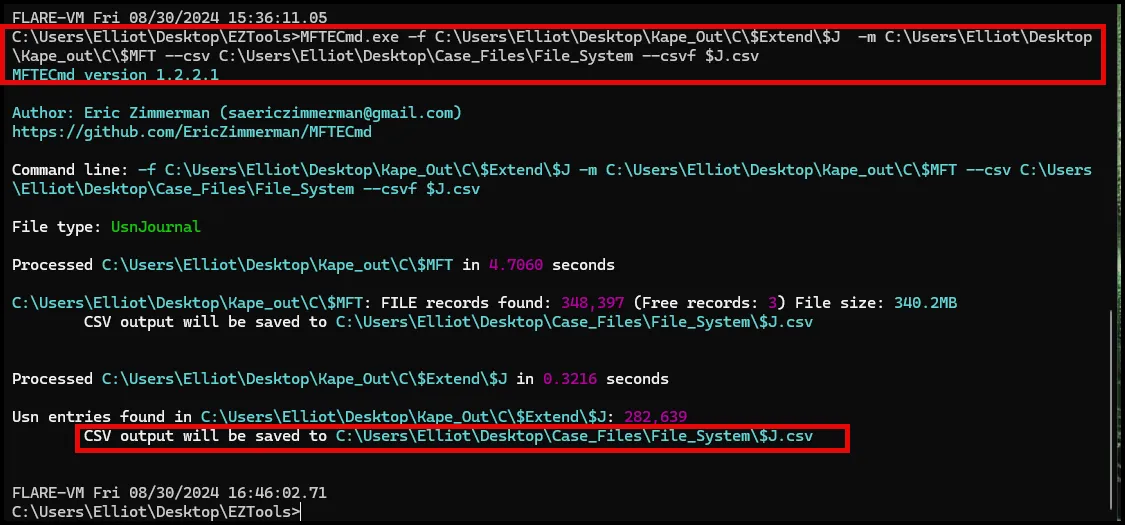 FLARE-VM Fri 08/30/2024 15:36:11.05
C:\Users\Elliot\Desktop\EZTools>MFTECmd.exe -f C:\Users\Elliot\Desktop\Kape_Out\C\$Extend\$J  -m C:\Users\Elliot\Desktop
\Kape_out\C\$MFT --csv C:\Users\Elliot\Desktop\Case_Files\File_System --csvf $J.csv
MFTECmd version 1.2.2.1
Author: Eric Zimmerman (saericzimmerman@gmail.com)
https://github.com/EricZimmerman/MFTECmd
Command line: -f C:\Users\Elliot\Desktop\Kape_Out\C\$Extend\$J -m C:\Users\Elliot\Desktop\Kape_out\C\$MFT --csv C:\Users
\Elliot\Desktop\Case_Files\File_System --csvf $J.csv
File type: UsnJournal
Processed C:\Users\Elliot\Desktop\Kape_out\C\$MFT in 4.7060 seconds
C:\Users\Elliot\Desktop\Kape_out\C\$MFT: FILE records found: 348,397 (Free records: 3) File size: 340.2MB
CSV output will be saved to C:\Users\Elliot\Desktop\Case_Files\File_System\$J.csv
Processed C:\Users\Elliot\Desktop\Kape_Out\C\$Extend\$J in 0.3216 seconds
Usn entries found in C:\Users\Elliot\Desktop\Kape_Out\C\$Extend\$J: 282,639
CSV output will be saved to C:\Users\Elliot\Desktop\Case_Files\File_System\$J.csv
FLARE-VM Fri 08/30/2024 16:46:02.71
C:\Users\Elliot\Desktop\EZTools>